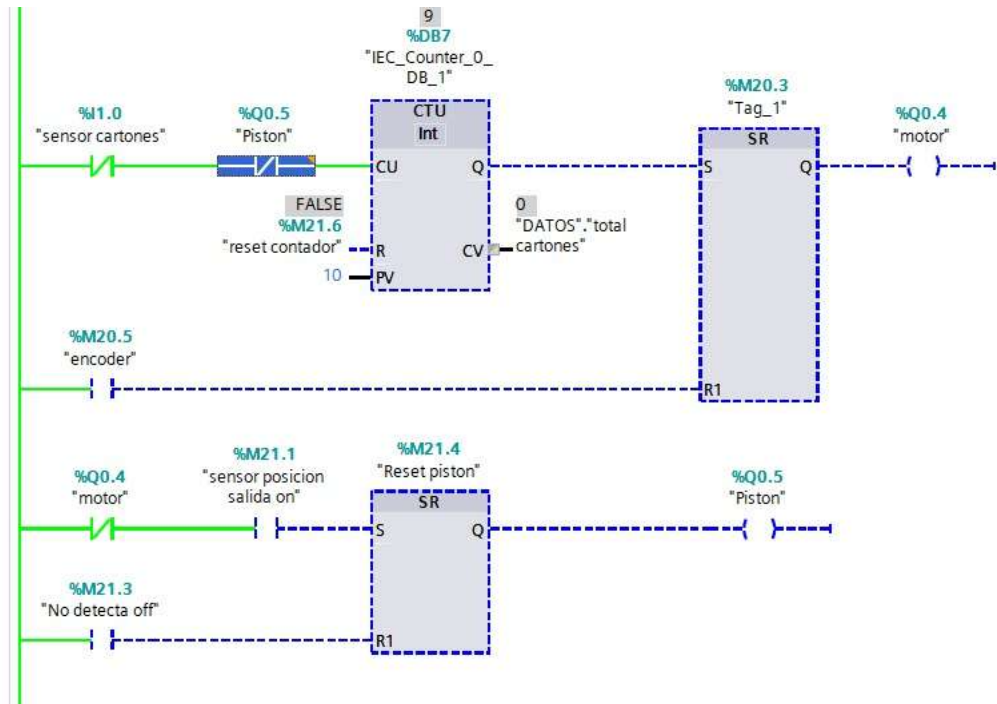 9
%DB7
"IEC_Counter_0_
DB_1"
%I1.0
"sensor cartones"
%Q0.5
"Piston"
CTU
Int
CU
Q
FALSE
%M21.6
"reset contador"
R
10
PV
0
"DATOS"."total
cartones"
CV
%M20.3
"Tag_1"
SR
S
Q
%Q0.4
"motor"
%M20.5
"encoder"
R1
%Q0.4
"motor"
%M21.1
"sensor posicion
salida on"
%M21.4
"Reset piston"
SR
S
Q
%Q0.5
"Piston"
%M21.3
"No detecta off"
R1